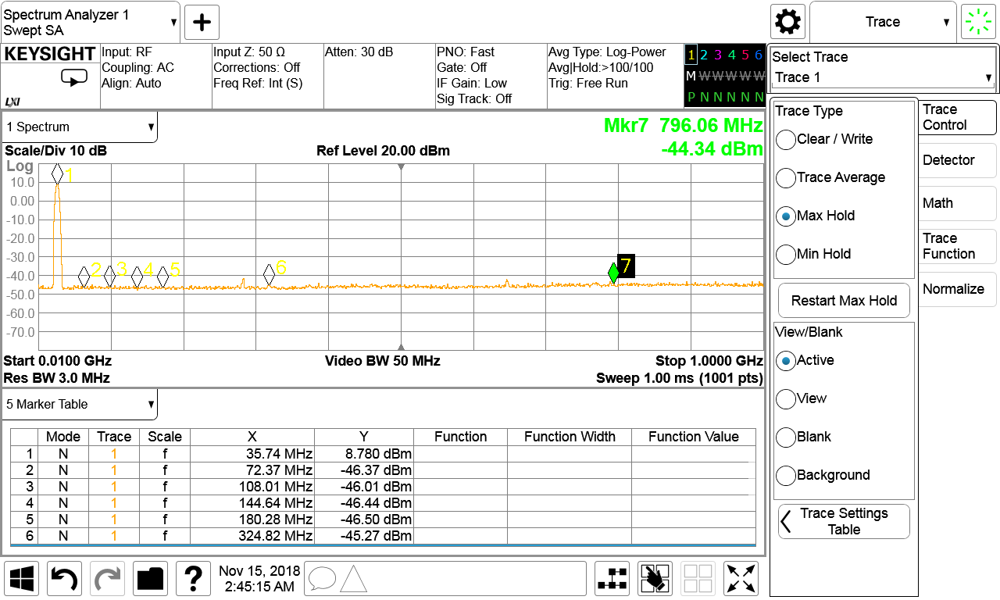 Spectrum Analyzer 1
Swept SA
Trace
KEYSIGHT
LXI
Input: RF
Coupling: AC
Align: Auto
Input Z: 50 Ω
Corrections: Off
Freq Ref: Int (S)
Atten: 30 dB
PNO: Fast
Gate: Off
IF Gain: Low
Sig Track: Off
Avg Type: Log-Power
Avg|Hold:>100/100
Trig: Free Run
1 2 3 4 5 6
M W W W W W
P N N N N N
Select Trace
Trace 1
1 Spectrum
Mkr7 796.06 MHz
-44.34 dBm
Scale/Div 10 dB
Ref Level 20.00 dBm
Log
10.0
0.00
-10.0
-20.0
-30.0
-40.0
-50.0
-60.0
-70.0
1
2
3
4
5
6
7
Start 0.0100 GHz
Video BW 50 MHz
Stop 1.0000 GHz
Res BW 3.0 MHz
Sweep 1.00 ms (1001 pts)
5 Marker Table
Mode Trace Scale X Y Function Function Width Function Value
1 N 1 f 35.74 MHz 8.780 dBm
2 N 1 f 72.37 MHz -46.37 dBm
3 N 1 f 108.01 MHz -46.01 dBm
4 N 1 f 144.64 MHz -46.44 dBm
5 N 1 f 180.28 MHz -46.50 dBm
6 N 1 f 324.82 MHz -45.27 dBm
Trace Type
Clear / Write
Trace Average
Max Hold
Min Hold
Restart Max Hold
View/Blank
Active
View
Blank
Background
Trace Settings
Table
Trace
Control
Detector
Math
Trace
Function
Normalize
?
Nov 15, 2018
2:45:15 AM